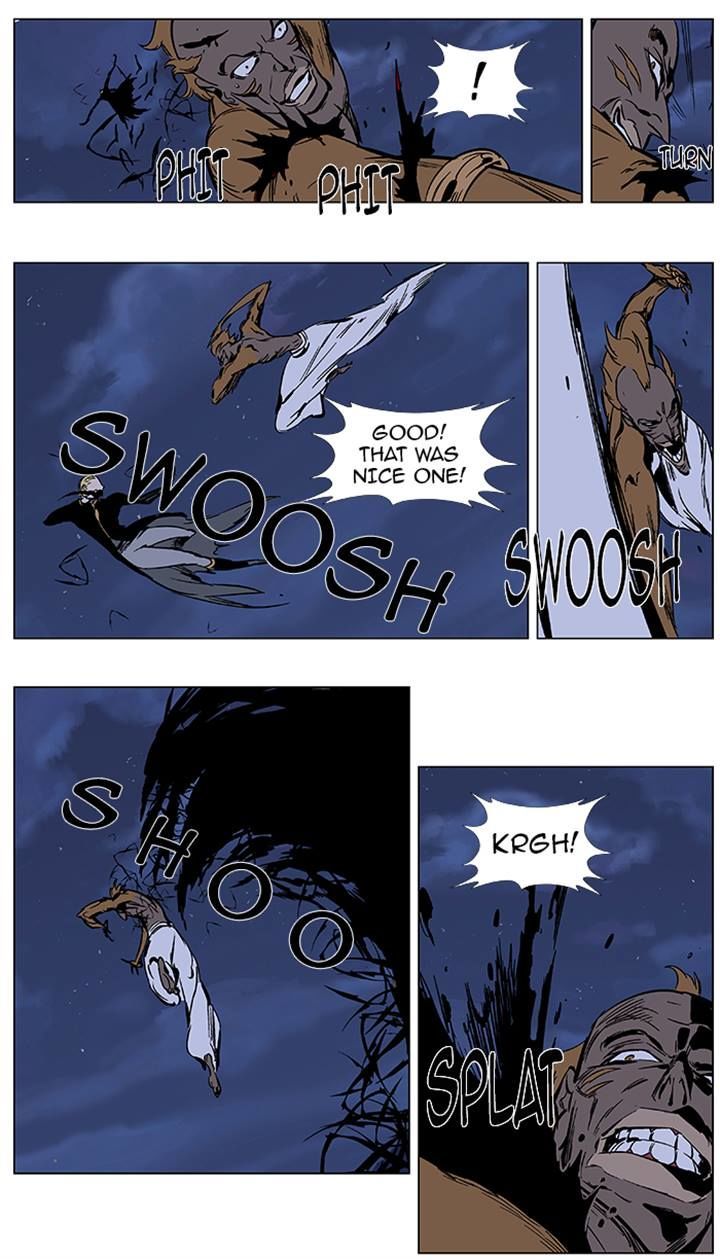 !
PHIT
PHIT
TURN
GOOD!
THAT WAS
NICE ONE!
SWOOSH
SWOOSH
SHOO
KRGH!
SPLAT